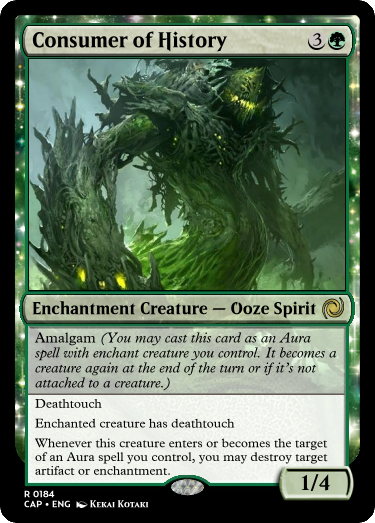 Consumer of History 3
Enchantment Creature — Ooze Spirit
Amalgam (You may cast this card as an Aura
spell with enchant creature you control. It becomes a
creature again at the end of the turn or if it's not
attached to a creature.)
Deathtouch
Enchanted creature has deathtouch
Whenever this creature enters or becomes the target
of an Aura spell you control, you may destroy target
artifact or enchantment.
1/4
R 0184
CAP • ENG Kekai Kotaki